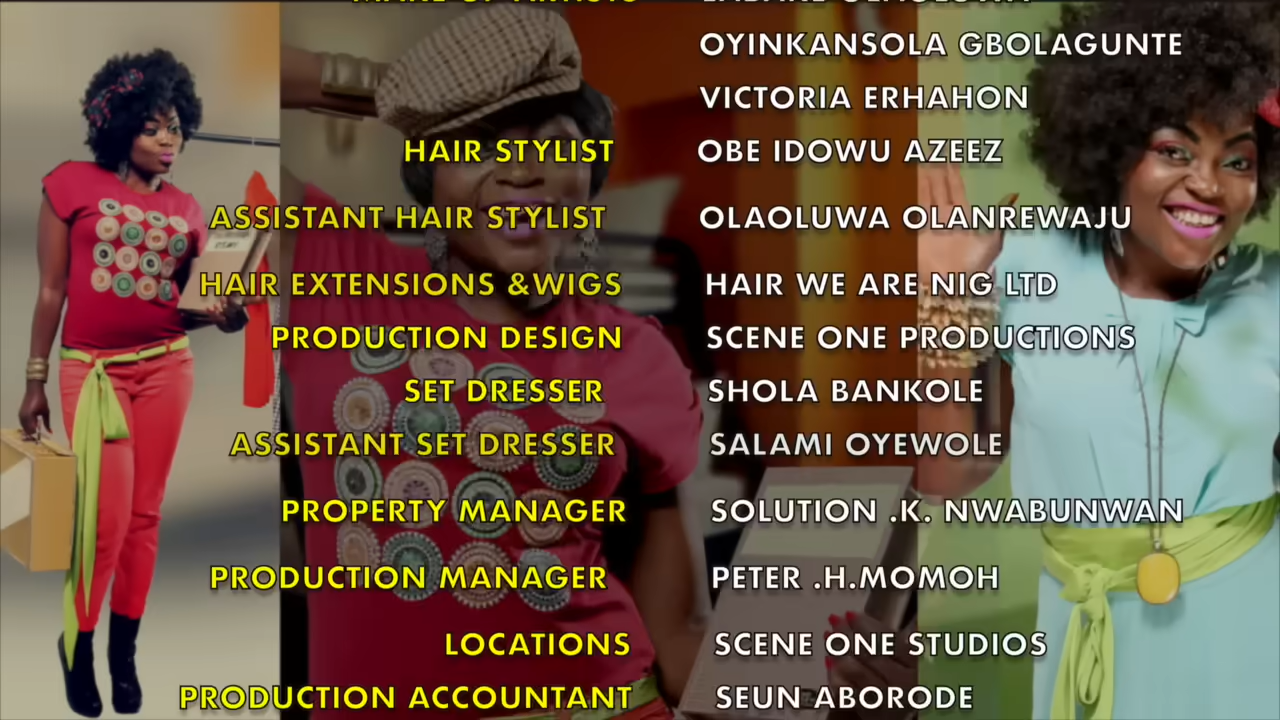 OYINKANSOLA GBOLAGUNTE
VICTORIA ERHAHON
HAIR STYLIST OBE IDOWU AZEEZ
ASSISTANT HAIR STYLIST OLAOLUWA OLANREWAJU
HAIR EXTENSIONS &WIGS HAIR WE ARE NIG LTD
PRODUCTION DESIGN SCENE ONE PRODUCTIONS
SET DRESSER SHOLA BANKOLE
ASSISTANT SET DRESSER SALAMI OYEWOLE
PROPERTY MANAGER SOLUTION .K. NWABUNWAN
PRODUCTION MANAGER PETER .H.MOMOH
LOCATIONS SCENE ONE STUDIOS
PRODUCTION ACCOUNTANT SEUN ABORODE